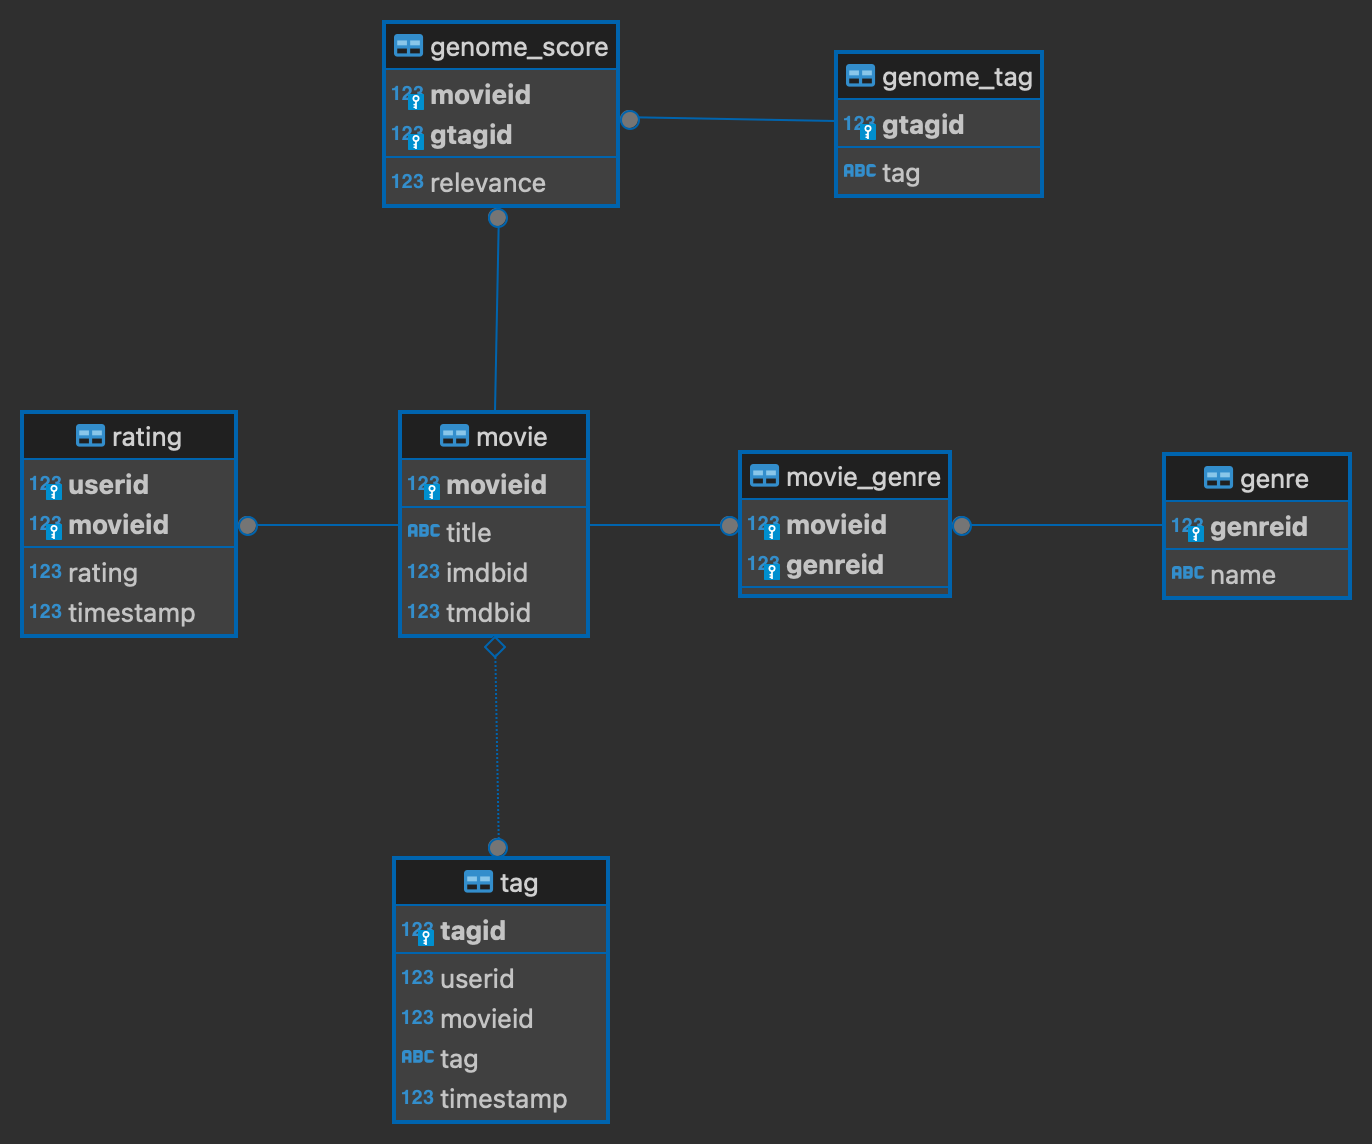 genome_score
123 movieid
123 gtagid
123 relevance
genome_tag
123 gtagid
ABC tag
rating
123 userid
123 movieid
123 rating
123 timestamp
movie
123 movieid
ABC title
123 imdbid
123 tmdbid
movie_genre
123 movieid
123 genreid
genre
123 genreid
ABC name
tag
123 tagid
123 userid
123 movieid
ABC tag
123 timestamp